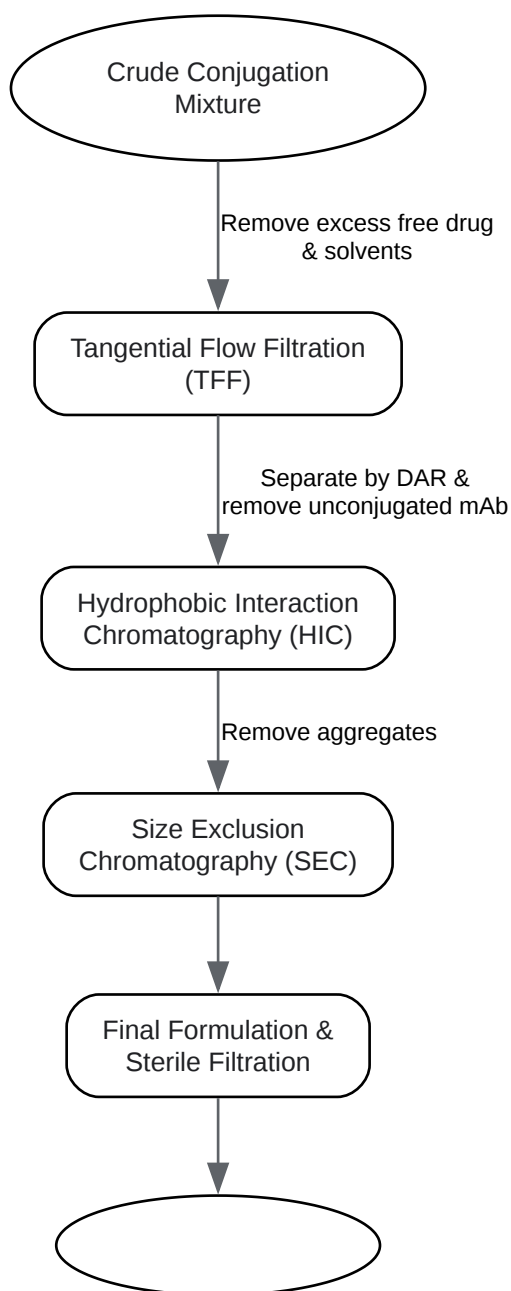 Crude Conjugation
Mixture
Remove excess free drug
& solvents
Tangential Flow Filtration
(TFF)
Separate by DAR &
remove unconjugated mAb
Hydrophobic Interaction
Chromatography (HIC)
Remove aggregates
Size Exclusion
Chromatography (SEC)
Final Formulation &
Sterile Filtration